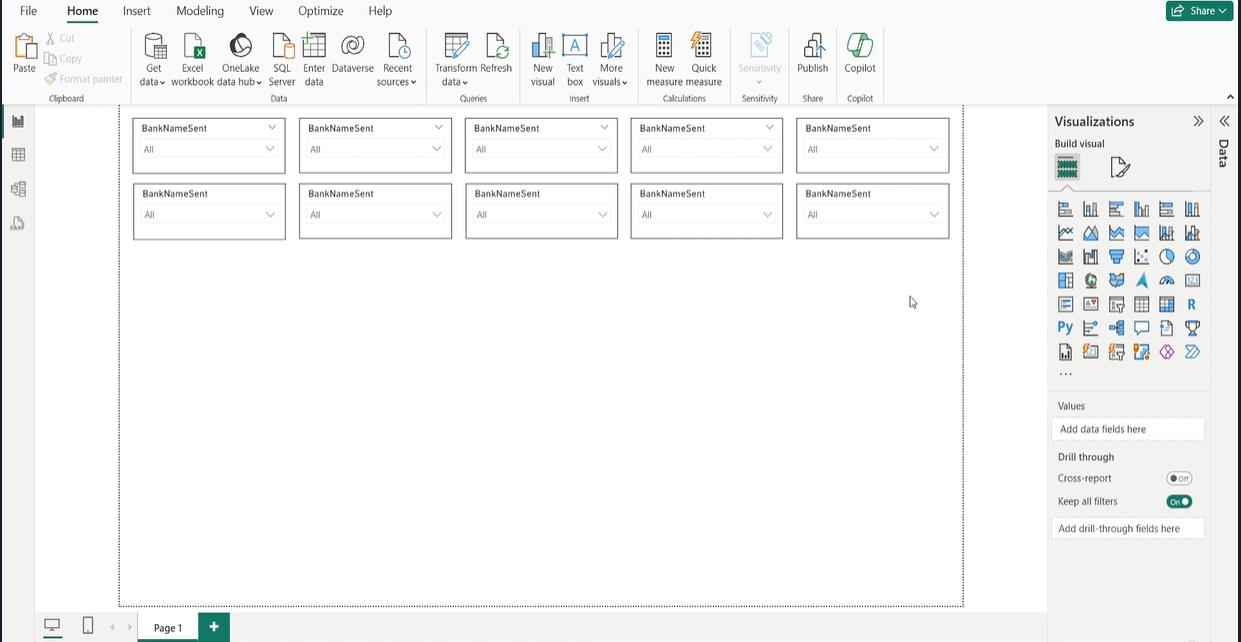 File Home Insert Modeling View Optimize Help Share
Paste Cut
Copy
Format painter
Clipboard
Get data Excel workbook OneLake data hub SQL Server Enter data Dataverse Recent sources
Data
Transform data Refresh
Queries
New visual Text box More visuals
Insert
New measure Quick measure
Calculations
Sensitivity
Sensitivity
Publish
Share
Copilot
Copilot
BankNameSent BankNameSent BankNameSent BankNameSent BankNameSent
All All All All All
BankNameSent BankNameSent BankNameSent BankNameSent BankNameSent
All All All All All
Visualizations
Build visual
Data
123
R
Py
Values
Add data fields here
Drill through
Cross-report Off
Keep all filters On
Add drill-through fields here
Page 1